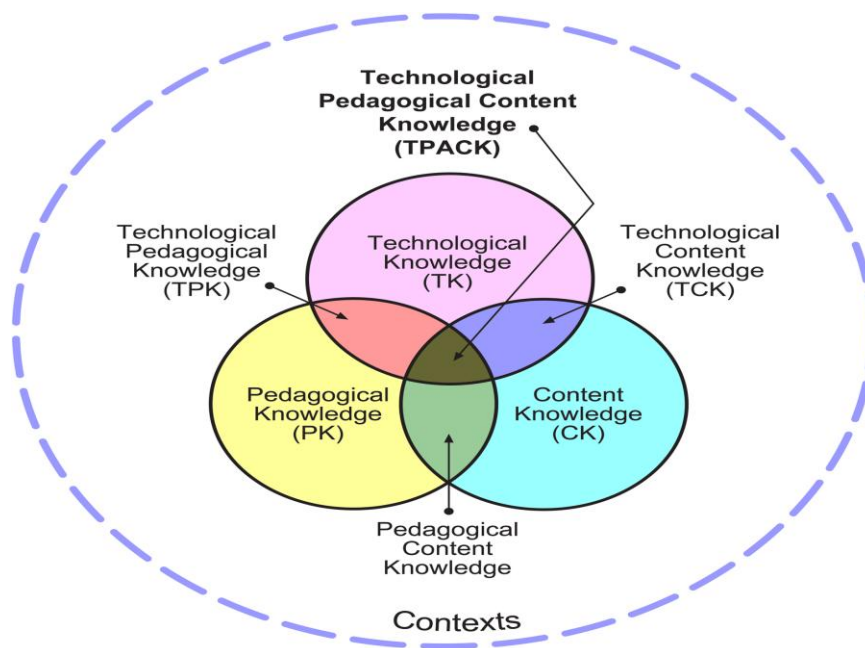 Technological
Pedagogical Content
Knowledge
(TPACK)
Technological
Pedagogical
Knowledge
(TPK)
Technological
Knowledge
(TK)
Technological
Content
Knowledge
(TCK)
Pedagogical
Knowledge
(PK)
Content
Knowledge
(CK)
Pedagogical
Content
Knowledge
Contexts